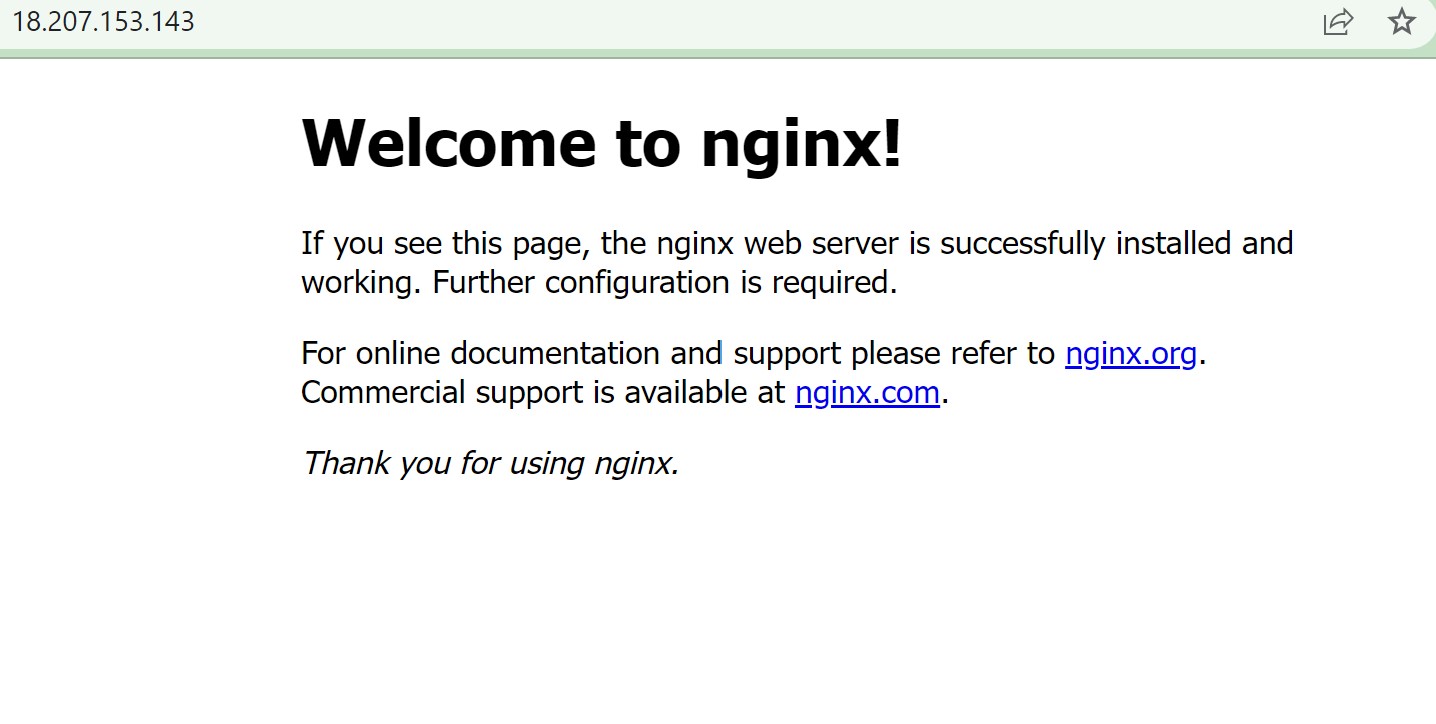 18.207.153.143
Welcome to nginx!
If you see this page, the nginx web server is successfully installed and
working. Further configuration is required.
For online documentation and support please refer to nginx.org.
Commercial support is available at nginx.com.
Thank you for using nginx.